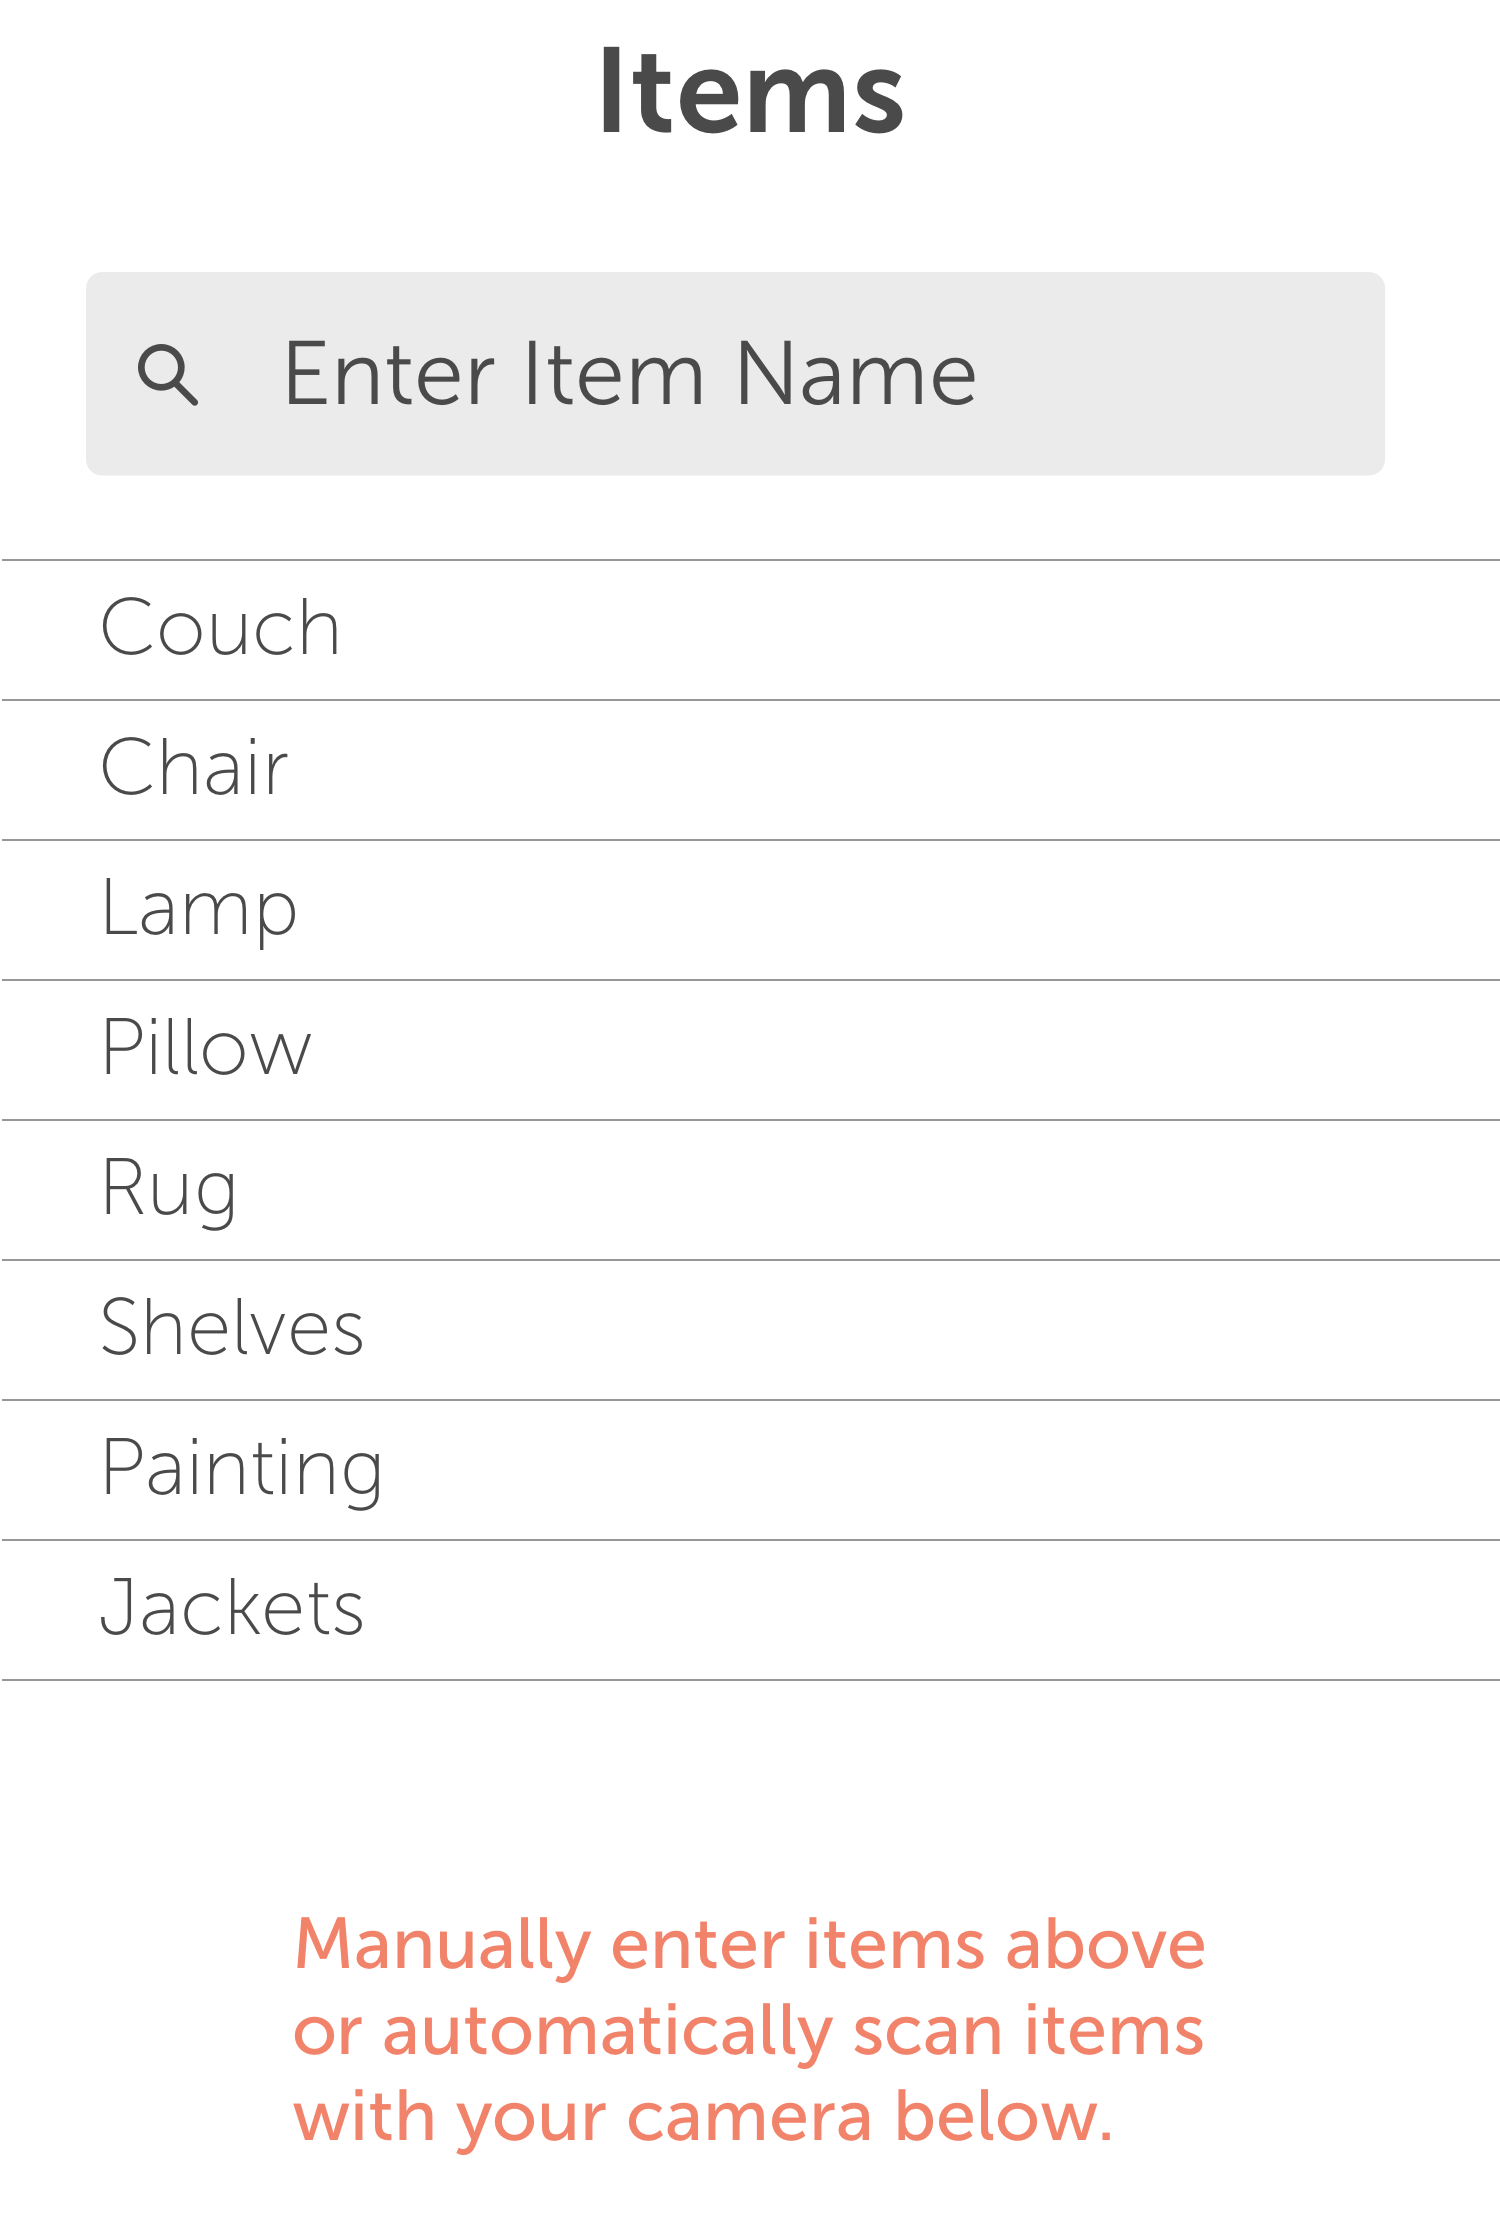 Items
Enter Item Name
Couch
Chair
Lamp
Pillow
Rug
Shelves
Painting
Jackets
Manually enter items above
or automatically scan items
with your camera below.